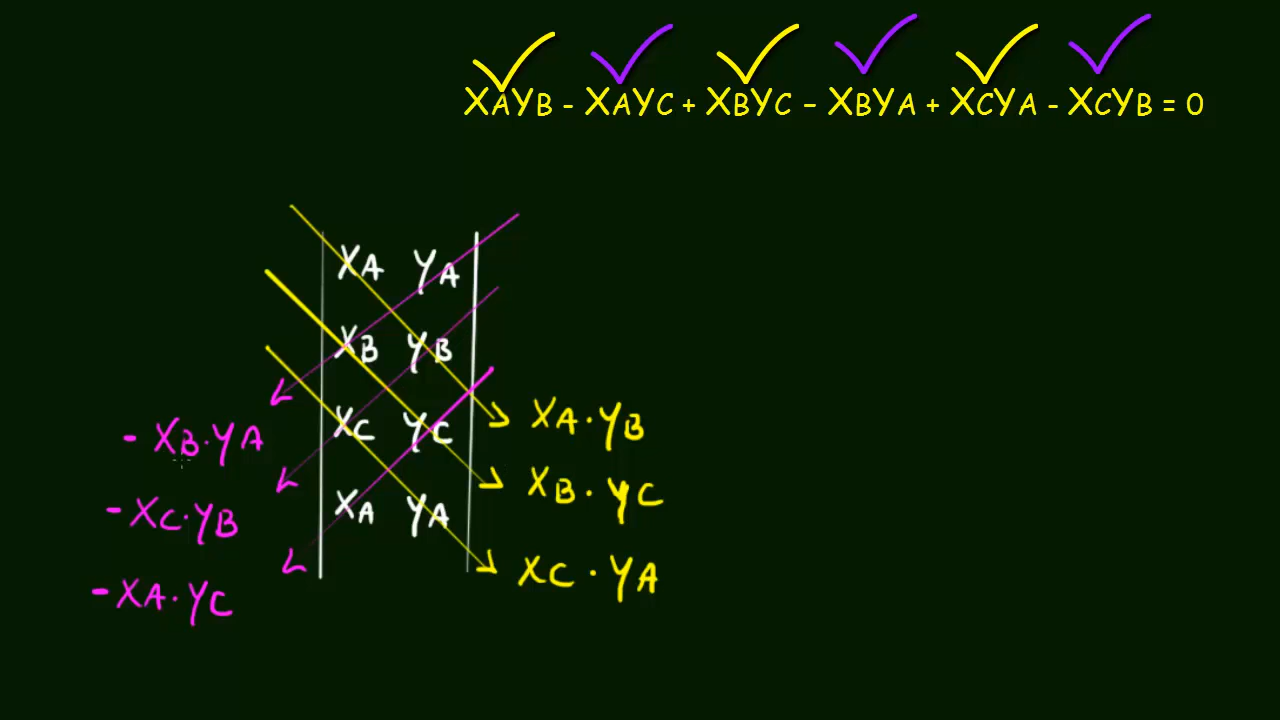 XAYB - XAYC + XBYC - XBYA + XCYA - XCYB = 0
XA YA
XB YB
XC YC
XA YA
- XB·YA
- XC·YB
- XA·YC
XA·YB
XB·YC
XC·YA